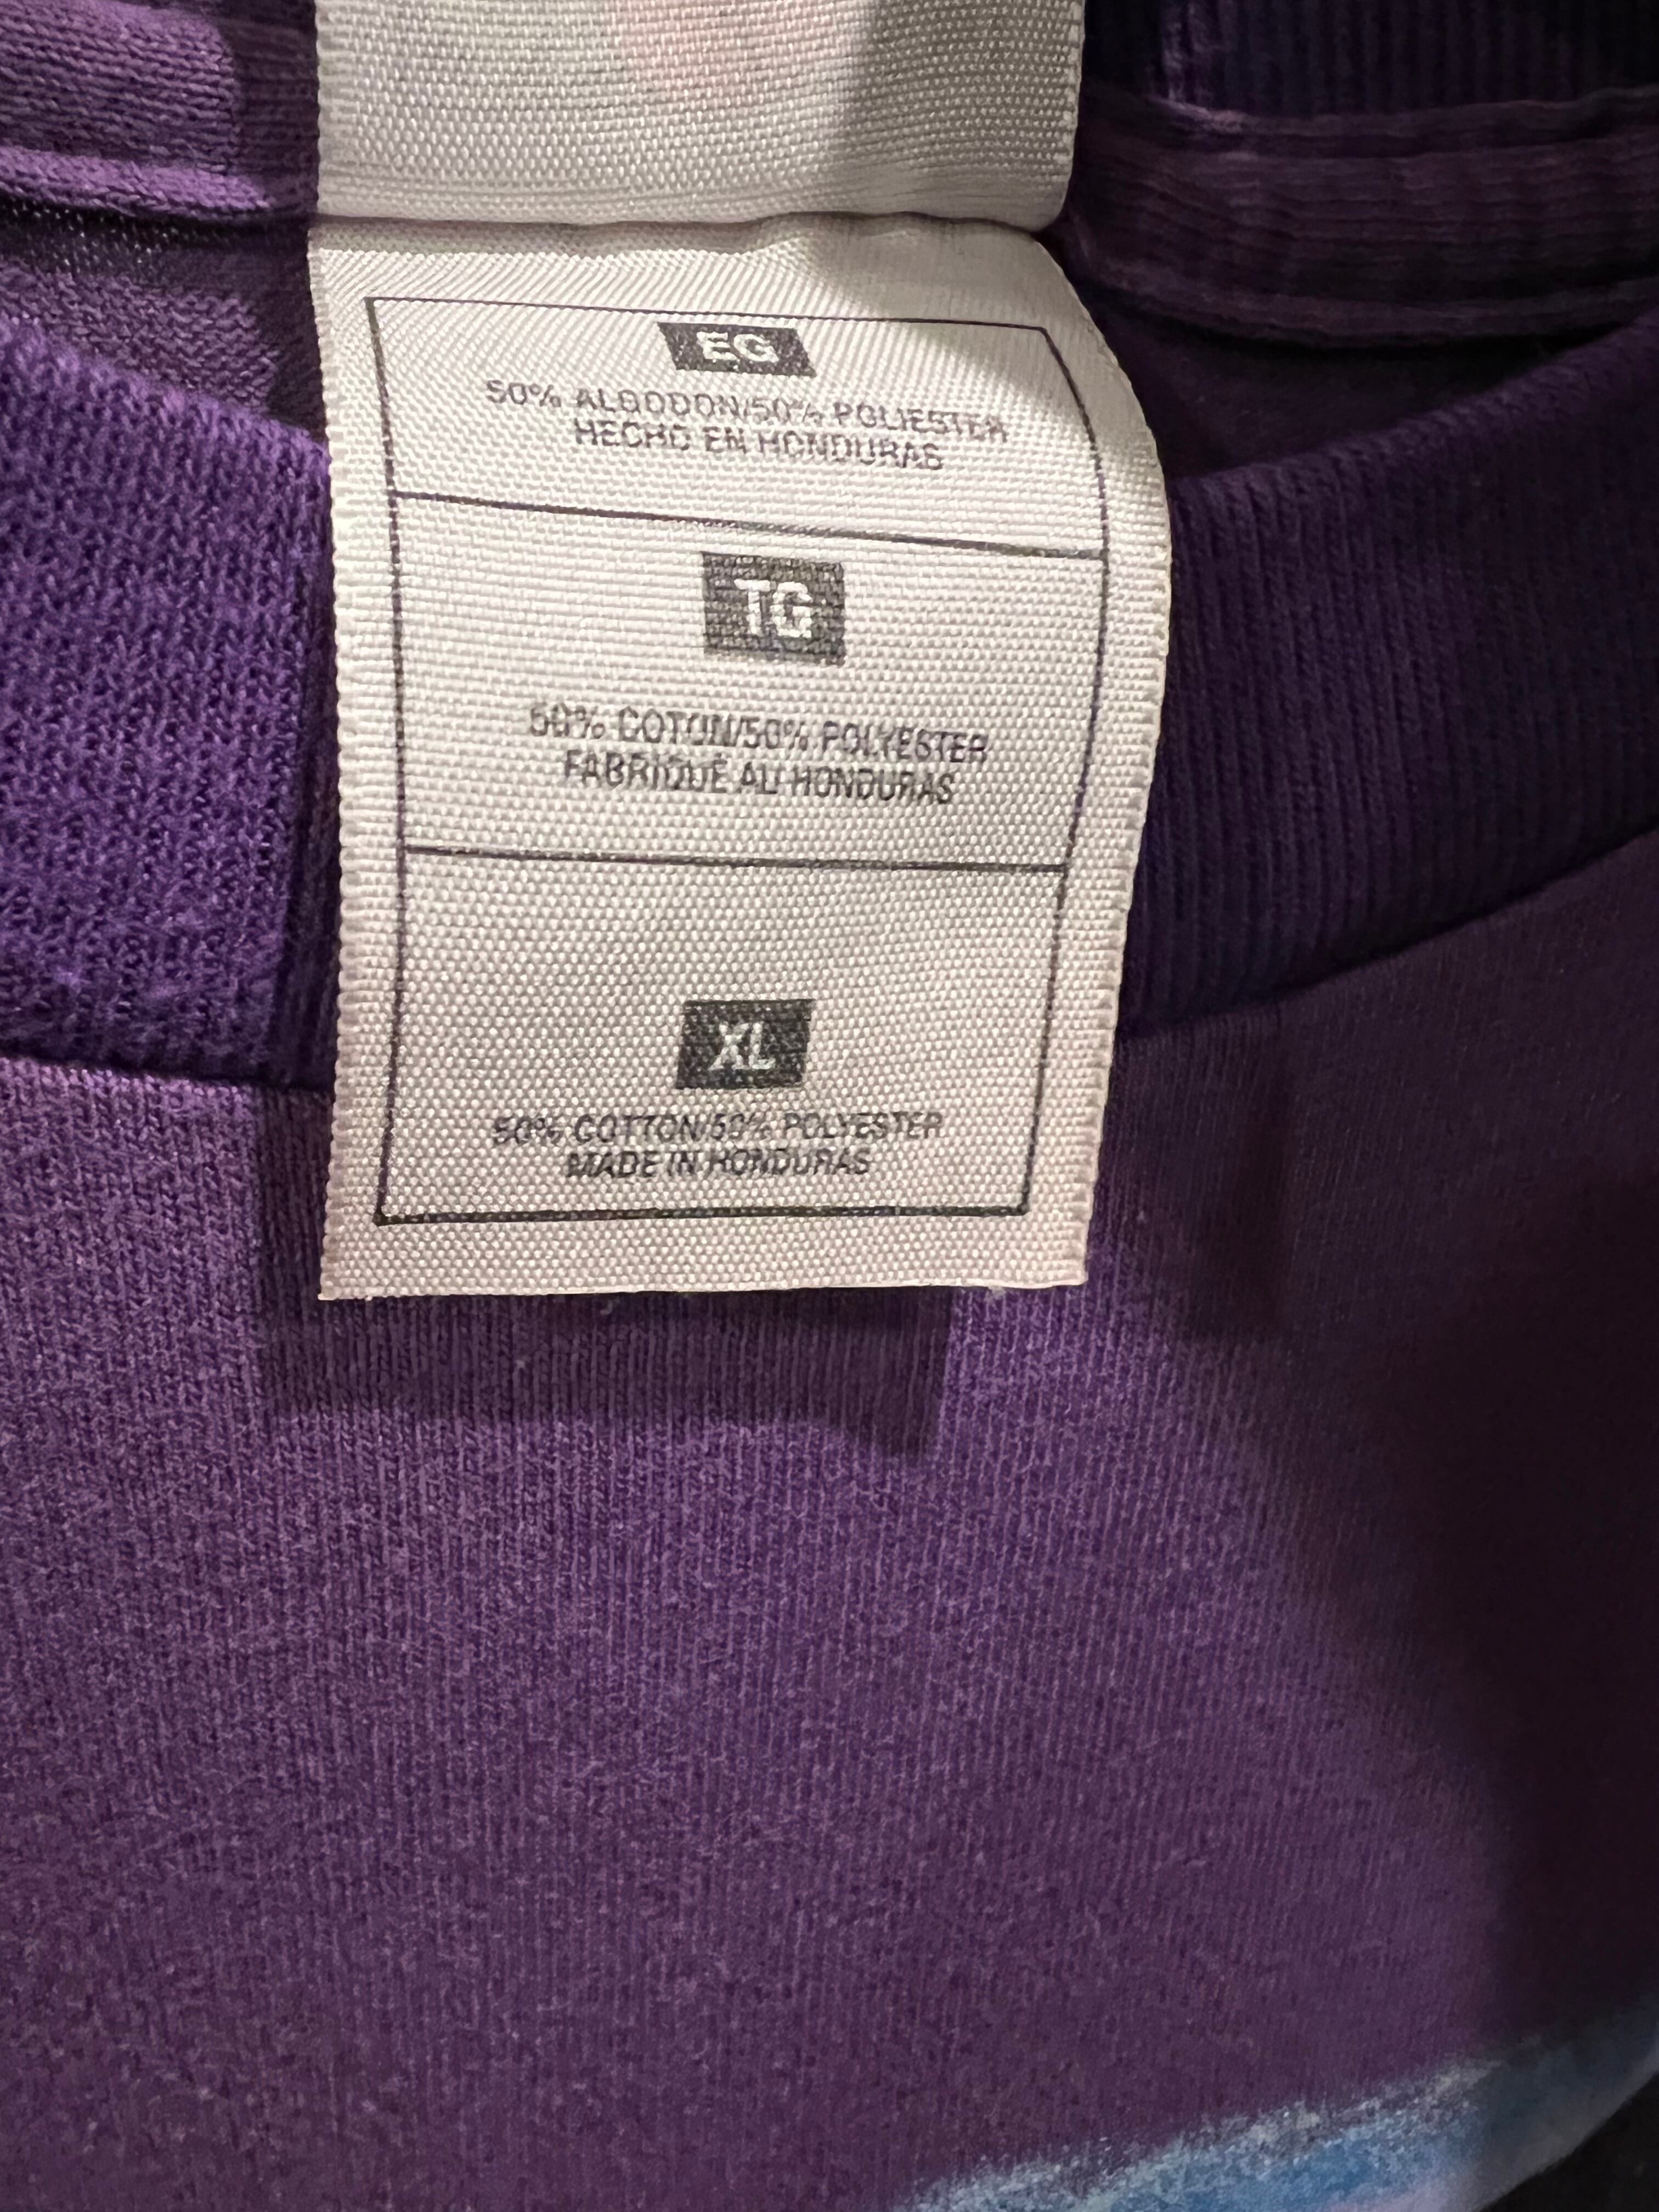 EG
50% ALGODON/50% POLIESTER
HECHO EN HONDURAS
TG
50% COTON/50% POLYESTER
FABRIQUÉ AU HONDURAS
XL
50% COTTON/50% POLYESTER
MADE IN HONDURAS